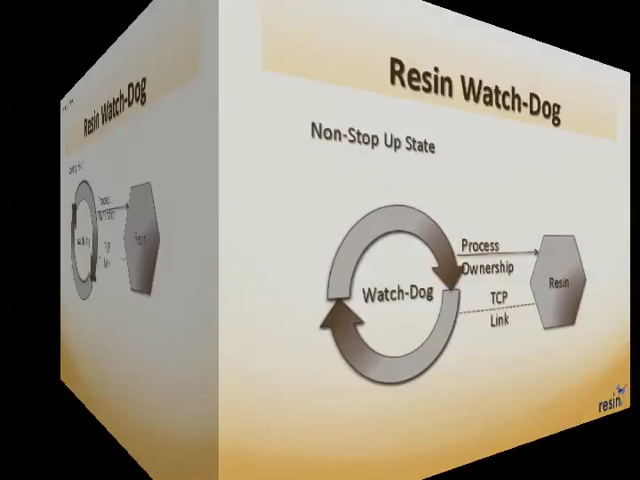 Resin Watch-Dog
Resin Watch-Dog
Non-Stop Up State
Process
Ownership
Watch-Dog
Resin
TCP
Link
resin